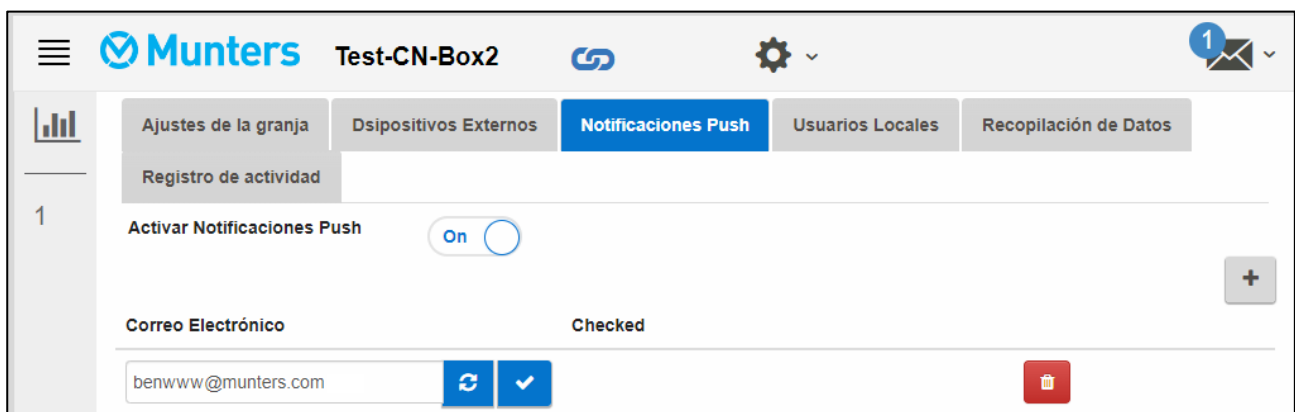 Munters Test-CN-Box2 1
Ajustes de la granja Dsipositivos Externos Notificaciones Push Usuarios Locales Recopilación de Datos
Registro de actividad
1
Activar Notificaciones Push On
+
Correo Electrónico Checked
benwww@munters.com